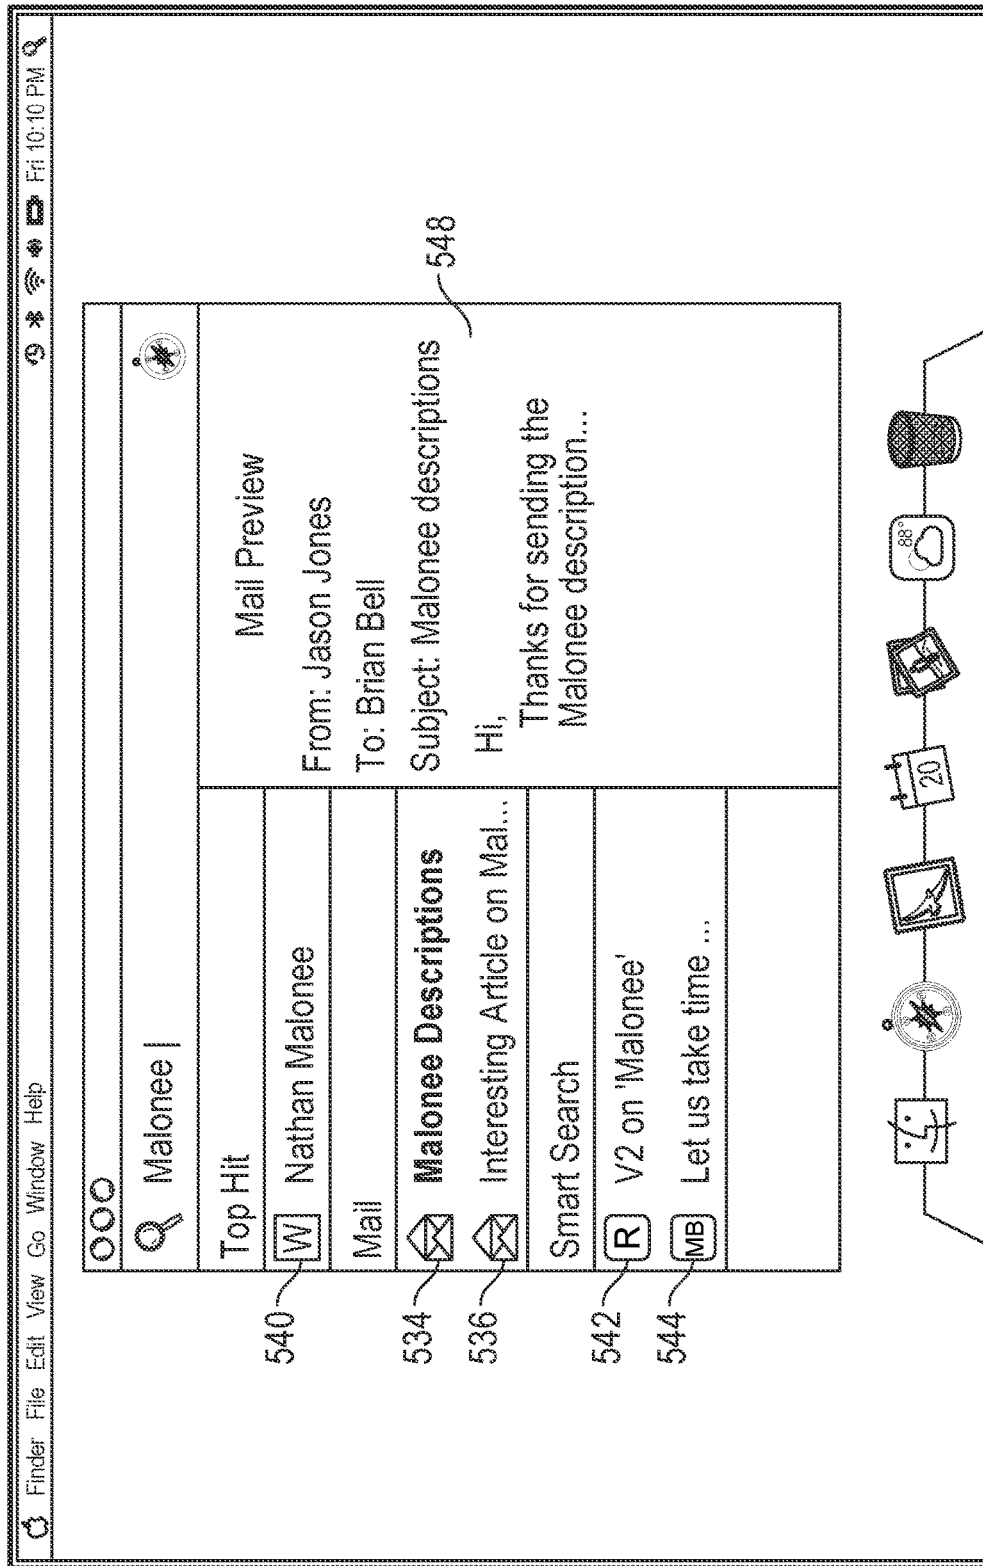 Finder File Edit View Go Window Help Fri 10:10 PM
Malonee
Top Hit
540 W Nathan Malonee
Mail
534 Malonee Descriptions
536 Interesting Article on Mal...
Smart Search
542 R V2 on 'Malonee'
544 MB Let us take time ...
Mail Preview
From: Jason Jones
To: Brian Bell
Subject: Malonee descriptions
Hi,
Thanks for sending the
Malonee description...
548
20
88°